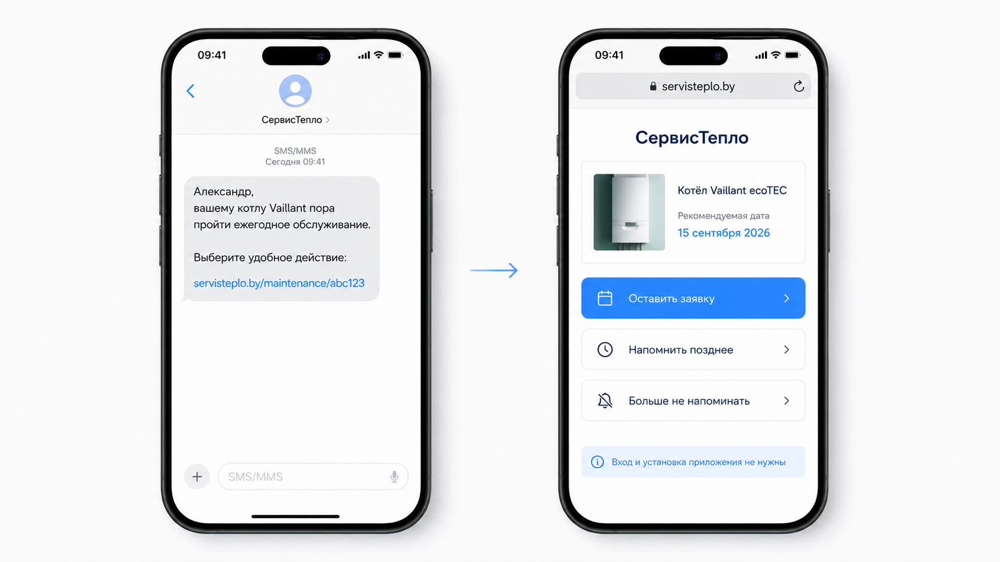 09:41
СервисТепло
SMS/MMS
Сегодня 09:41
Александр,
вашему котлу Vaillant пора
пройти ежегодное обслуживание.
Выберите удобное действие:
servisteplo.by/maintenance/abc123
SMS/MMS
09:41
servisteplo.by
СервисТепло
Котёл Vaillant ecoTEC
Рекомендуемая дата
15 сентября 2026
Оставить заявку
Напомнить позднее
Больше не напоминать
Вход и установка приложения не нужны